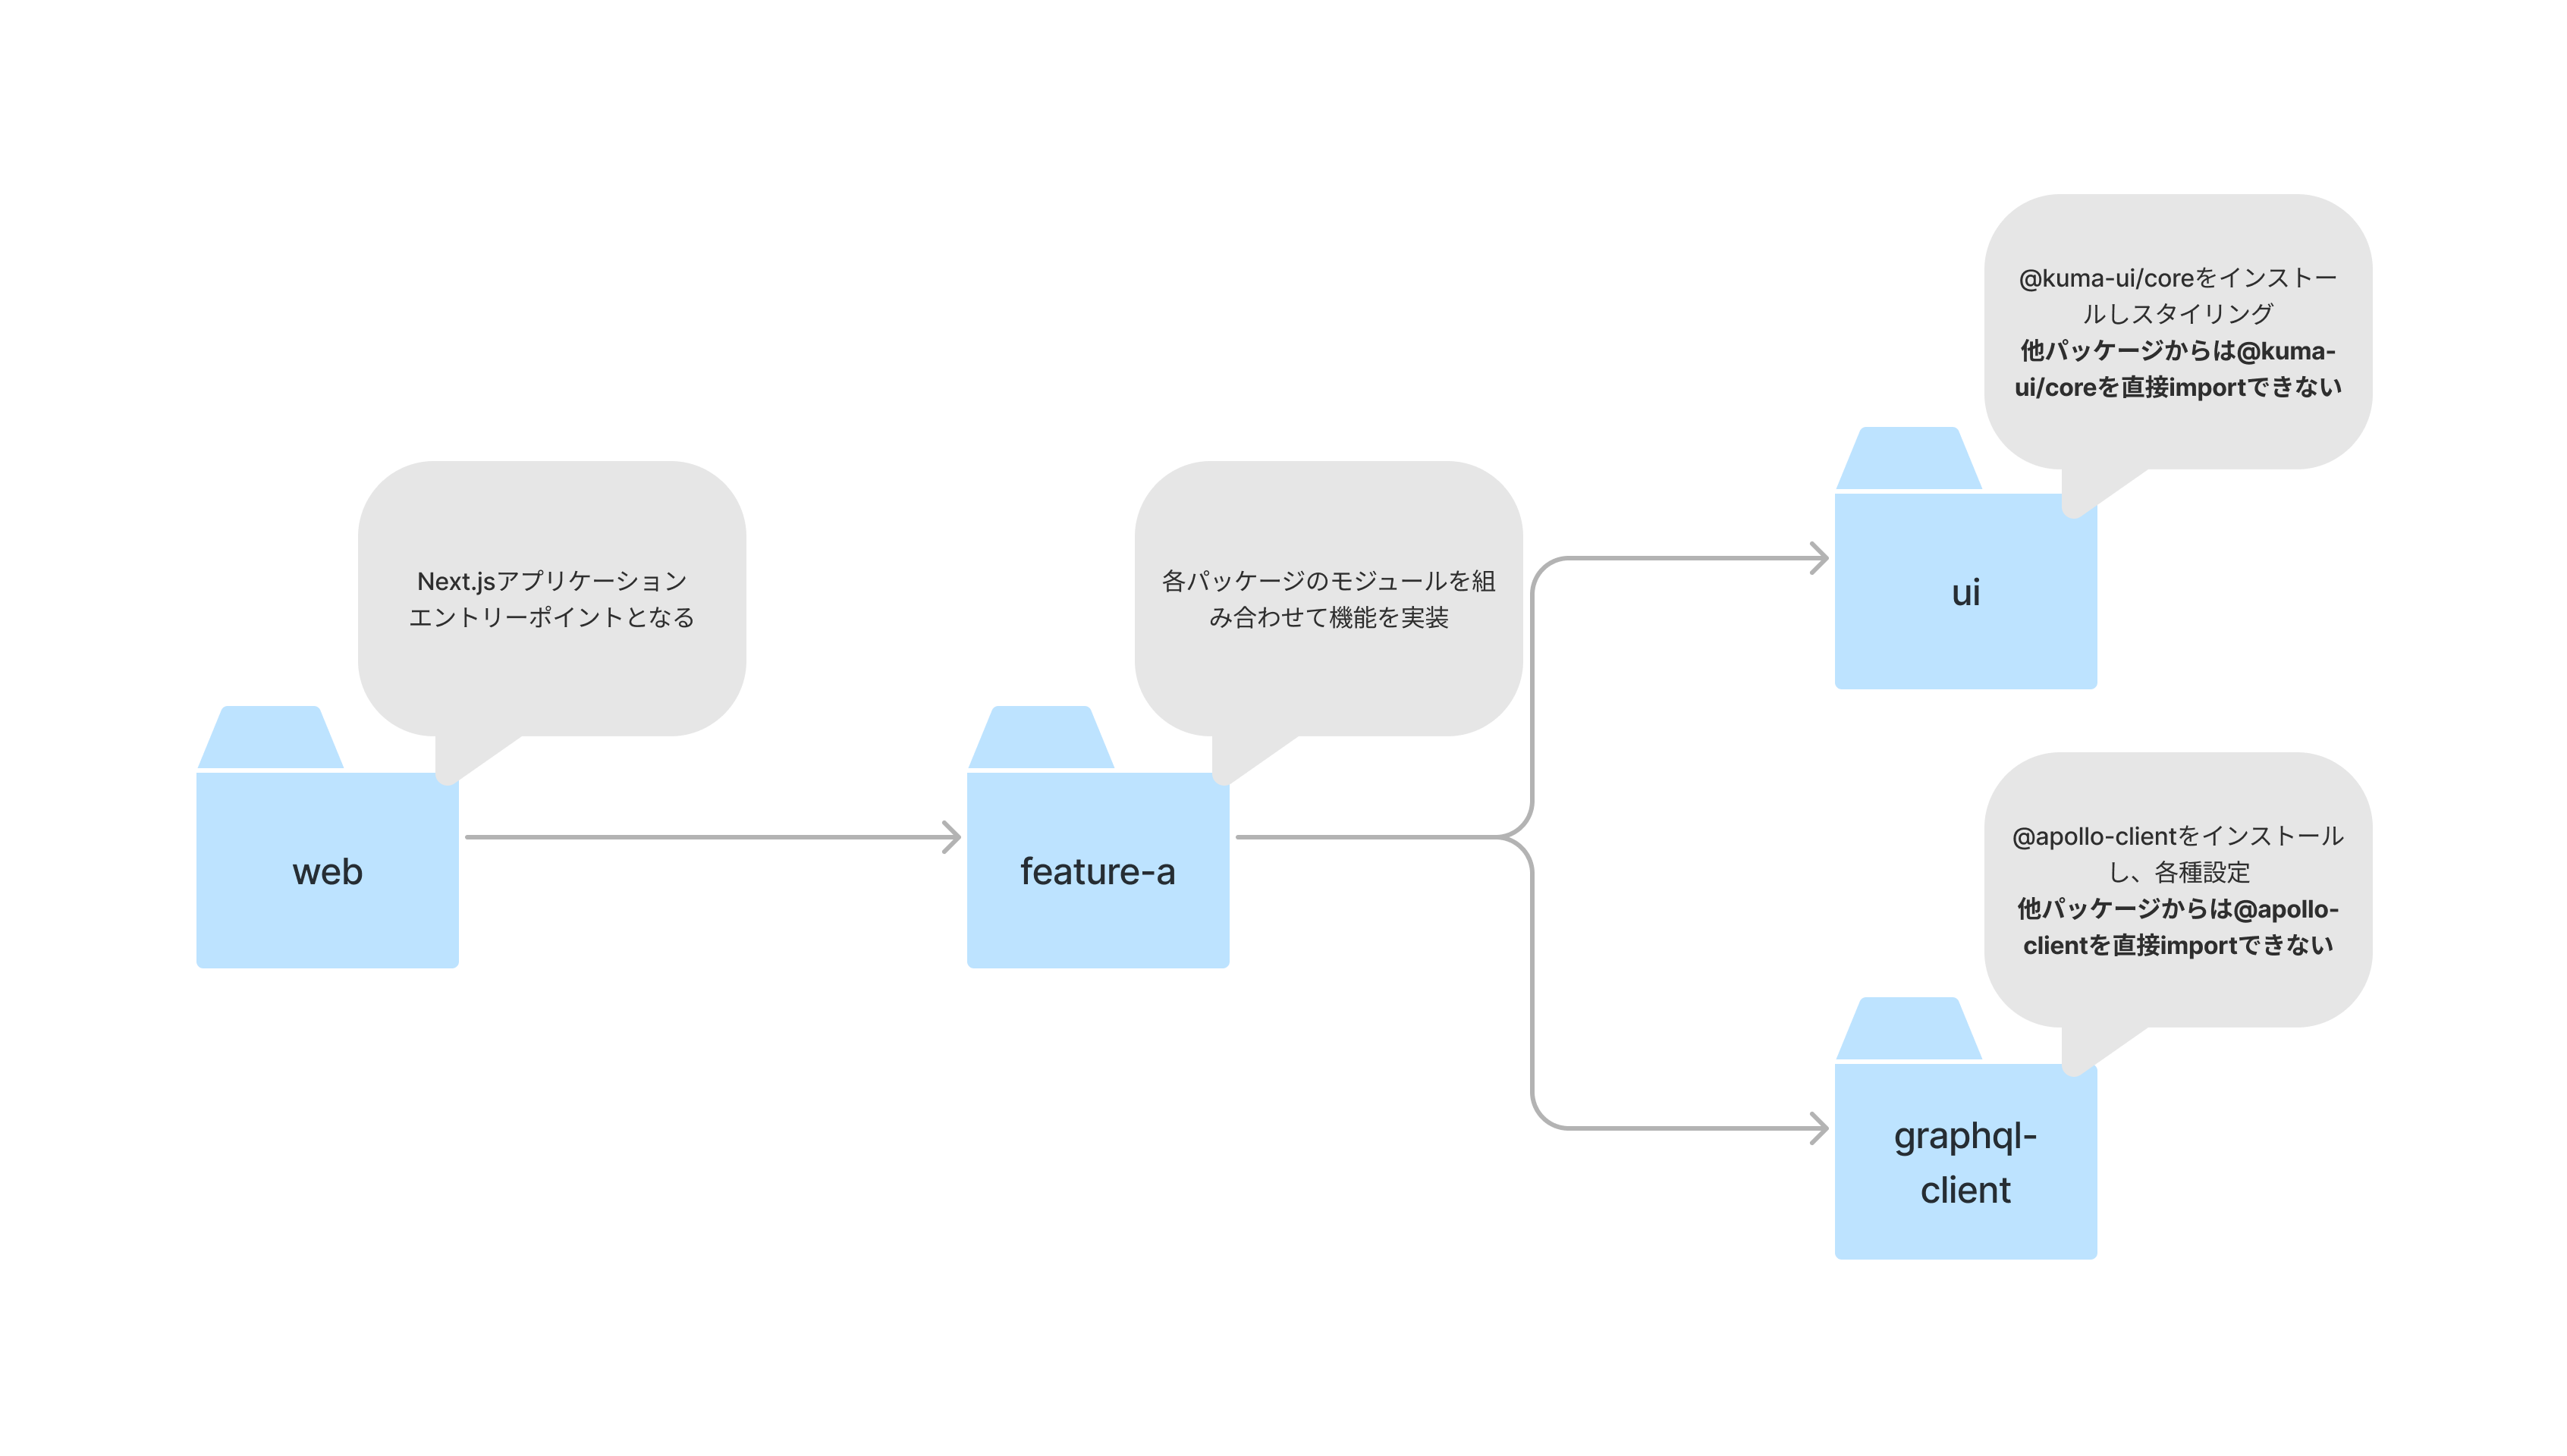 @kuma-ui/coreをインストー
ルしスタイリング
他パッケージからは@kuma-
ui/coreを直接importできない
ui
Next.jsアプリケーション
エントリーポイントとなる
web
各パッケージのモジュールを組
み合わせて機能を実装
feature-a
@apollo-clientをインストール
し、各種設定
他パッケージからは@apollo-
clientを直接importできない
graphql-
client